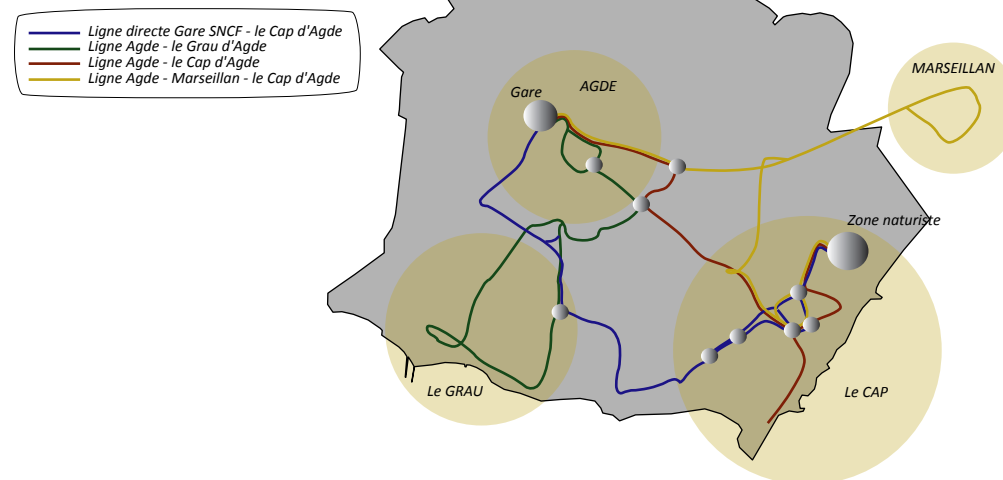 Ligne directe Gare SNCF - le Cap d'Agde
Ligne Agde - le Grau d'Agde
Ligne Agde - le Cap d'Agde
Ligne Agde - Marseillan - le Cap d'Agde
MARSEILLAN
AGDE
Gare
Zone naturiste
Le GRAU
Le CAP